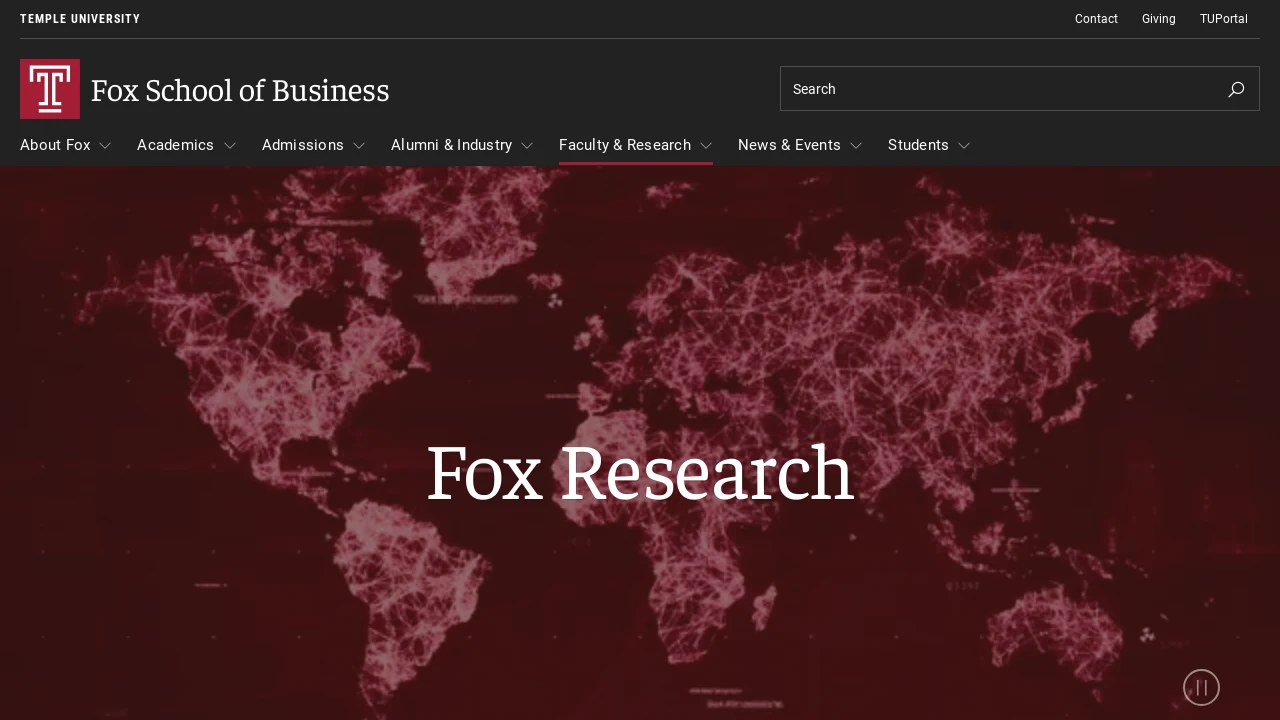 TEMPLE UNIVERSITY
Contact Giving TUPortal
Fox School of Business
Search
About Fox Academics Admissions Alumni & Industry Faculty & Research News & Events Students
Fox Research